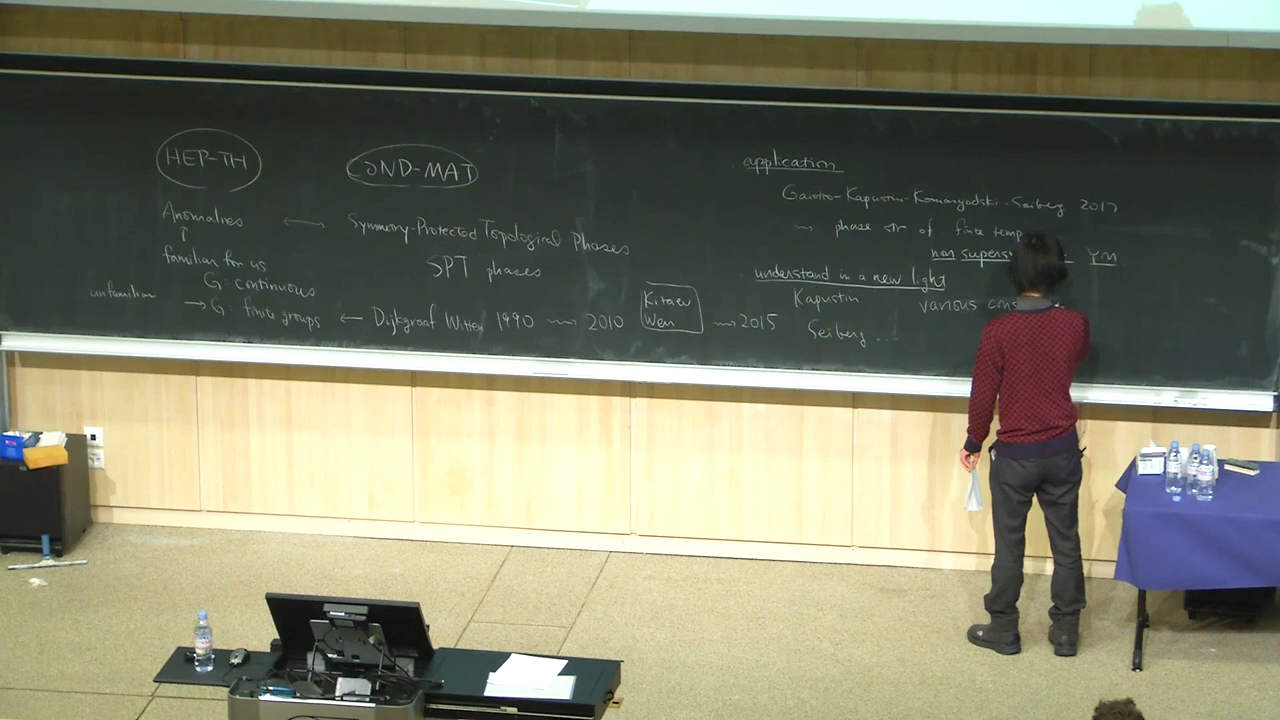 HEP-TH
COND-MAT
Anomalies ⟷ Symmetry-Protected Topological Phases
↑
familiar for us
SPT phases
G: continuous
unfamiliar → G: finite groups ← Dijkgraaf Witten 1990 ⇝ 2010 Kitaev Wen ⇝ 2015
application
Gaiotto-Kapustin-Komargodski-Seiberg 2017
⇝ phase str of finite temp
non supers YM
understand in a new light
Kapustin
various cons
Seiberg ...